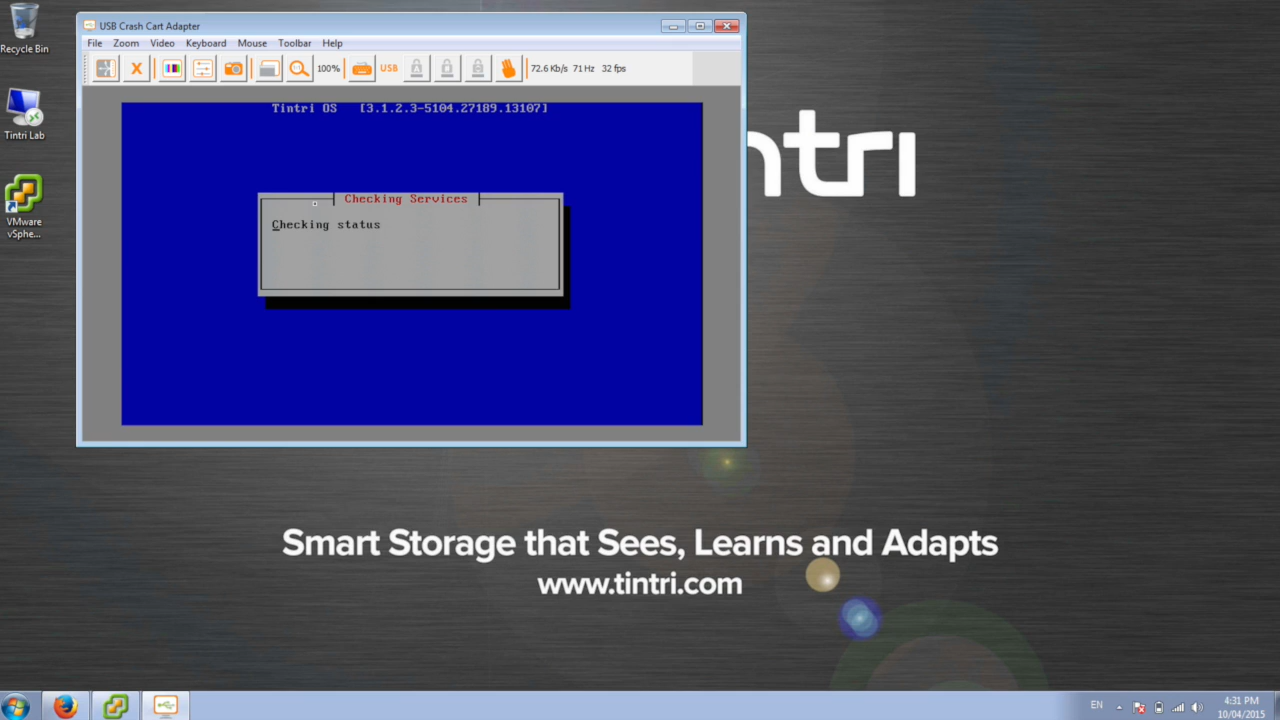 Recycle Bin
Tintri Lab
VMware
vSphe...
USB Crash Cart Adapter
File Zoom Video Keyboard Mouse Toolbar Help
100% USB 72.6 Kb/s 71 Hz 32 fps
Tintri OS [3.1.2.3-5104.27189.13107]
Checking Services
Checking status
ntri
Smart Storage that Sees, Learns and Adapts
www.tintri.com
EN
4:31 PM
10/04/2015